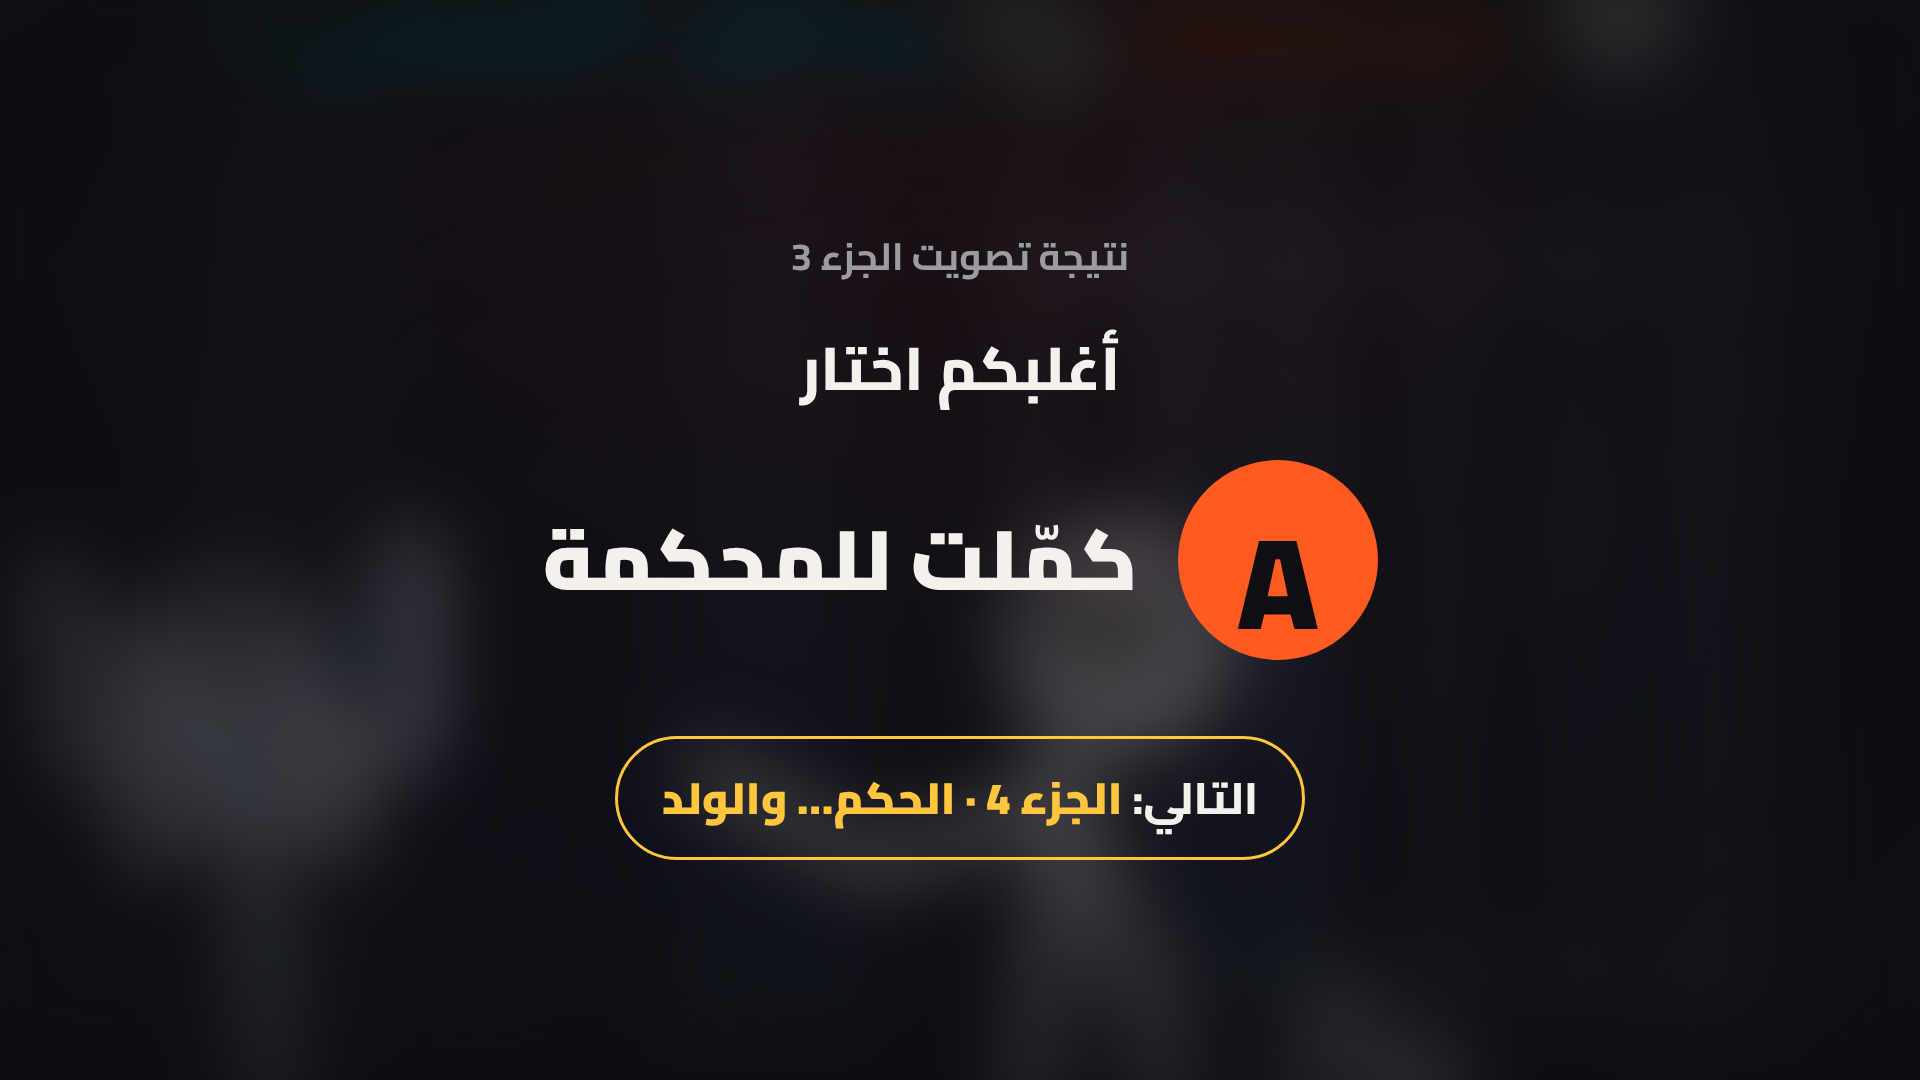 نتيجة تصويت الجزء 3
أغلبكم اختار
A
كمّلت للمحكمة
التالي: الجزء 4 · الحكم... والولد